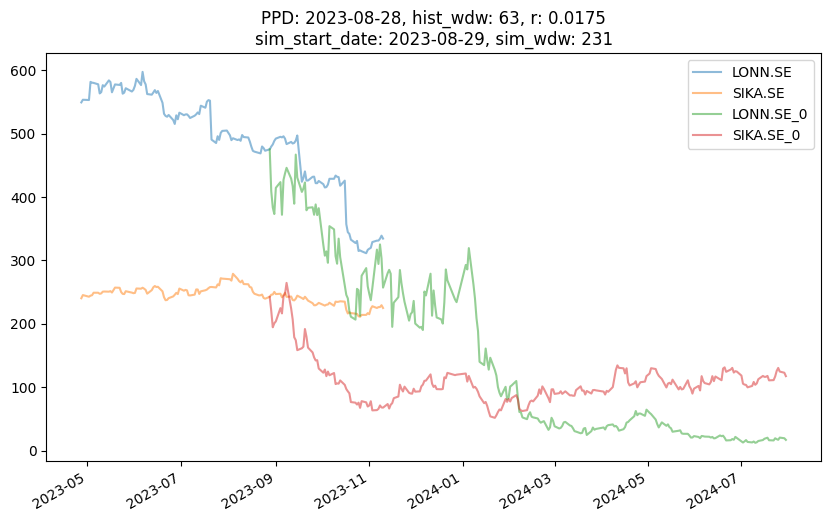 PPD: 2023-08-28, hist_wdw: 63, r: 0.0175
sim_start_date: 2023-08-29, sim_wdw: 231
LONN.SE
SIKA.SE
LONN.SE_0
SIKA.SE_0
600
500
400
300
200
100
0
2023-05
2023-07
2023-09
2023-11
2024-01
2024-03
2024-05
2024-07